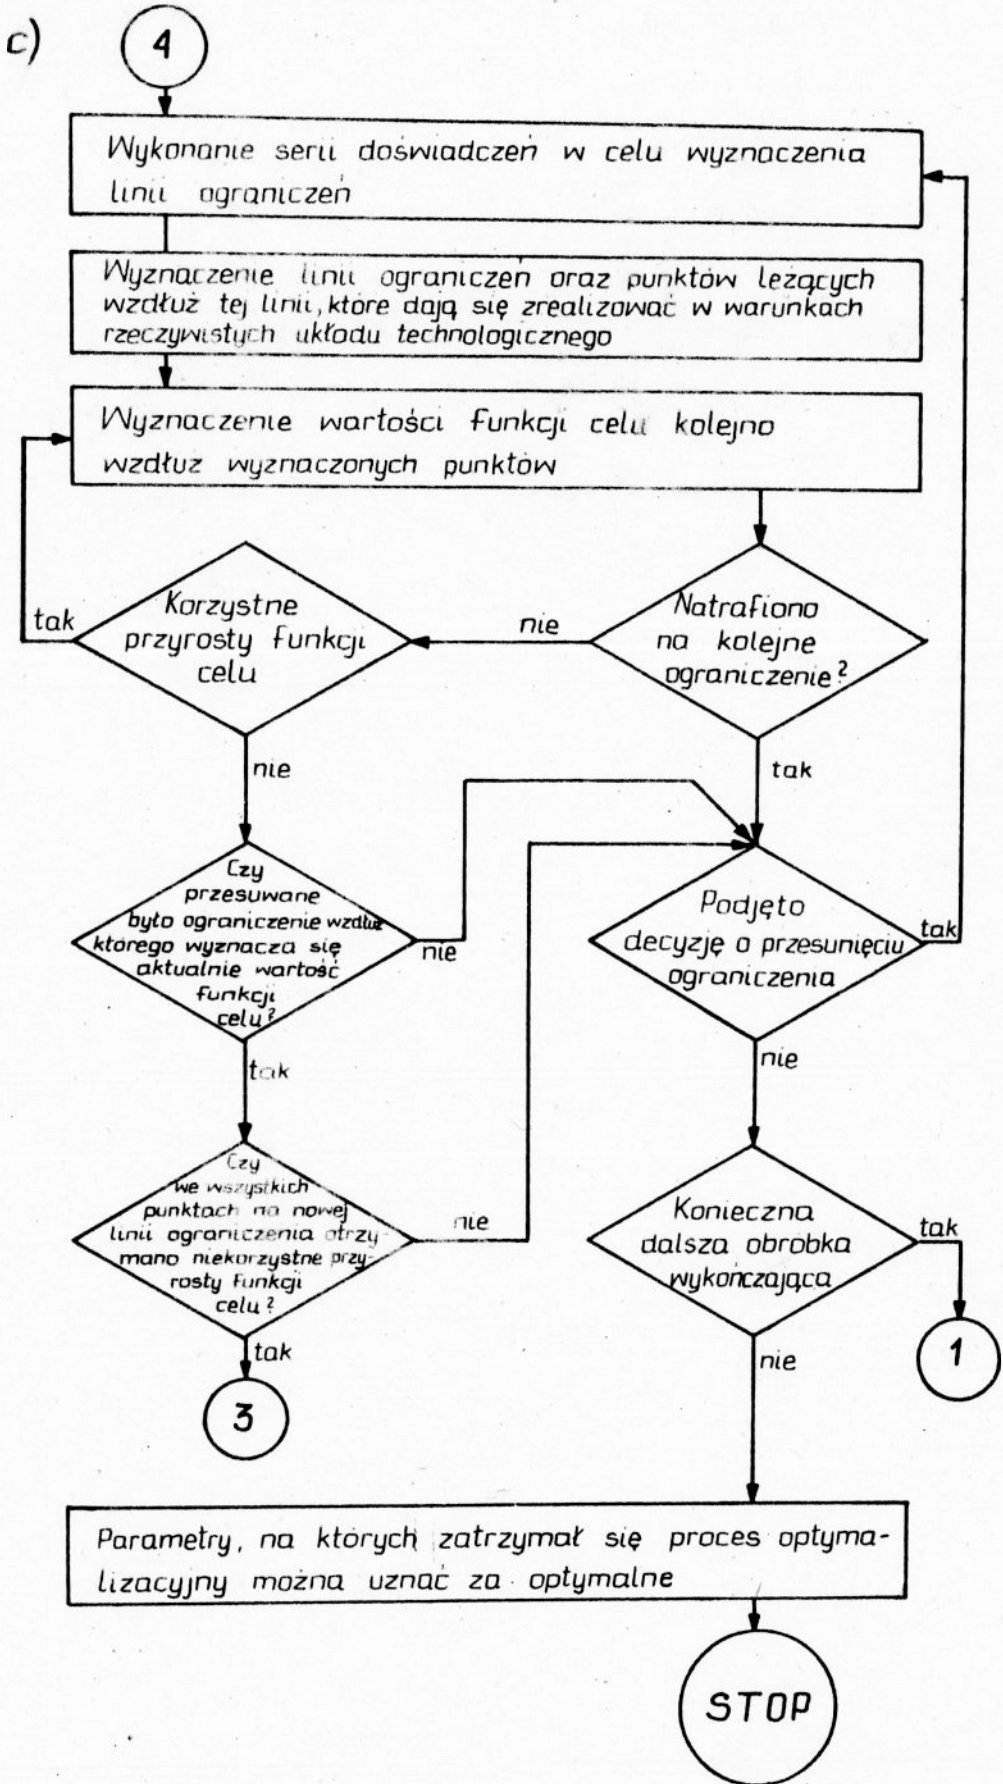 c)
4
Wykonanie serii doświadczeń w celu wyznaczenia
linii ograniczeń
Wyznaczenie linii ograniczeń oraz punktów leżących
wzdłuż tej linii, które dają się zrealizować w warunkach
rzeczywistych układu technologicznego
Wyznaczenie wartości funkcji celu kolejno
wzdłuż wyznaczonych punktów
Natrafiono
na kolejne
ograniczenie?
nie
tak
Korzystne
przyrosty funkcji
celu
tak
nie
Czy
przesuwane
było ograniczenie wzdłuż
którego wyznacza się
aktualnie wartość
funkcji
celu?
nie
tak
Podjęto
decyzję o przesunięciu
ograniczenia
tak
nie
Czy
we wszystkich
punktach na nowej
linii ograniczenia otrzy-
mano niekorzystne przy-
rosty funkcji
celu?
nie
tak
3
Konieczna
dalsza obróbka
wykończająca
tak
1
nie
Parametry, na których zatrzymał się proces optyma-
lizacyjny można uznać za optymalne
STOP